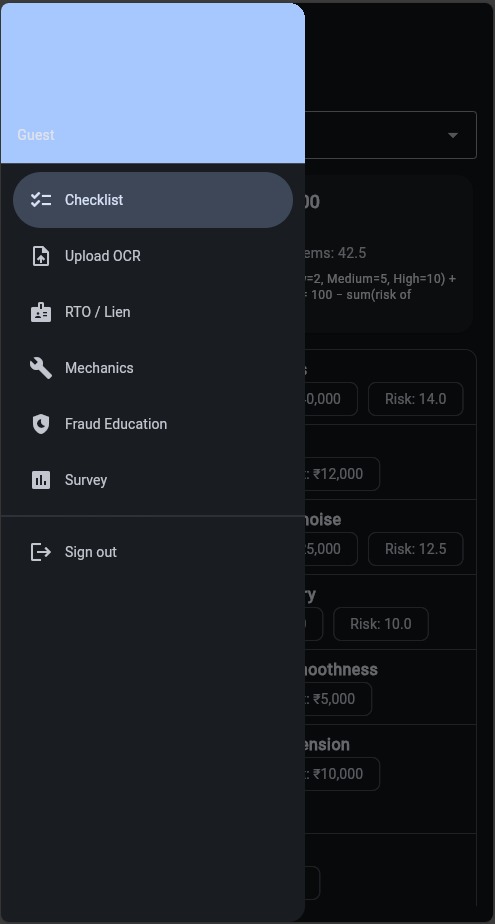 Guest
Checklist
Upload OCR
RTO / Lien
Mechanics
Fraud Education
Survey
Sign out
00
ems: 42.5
=2, Medium=5, High=10) +
= 100 − sum(risk of
s
0,000
Risk: 14.0
: ₹12,000
noise
5,000
Risk: 12.5
ry
Risk: 10.0
oothness
: ₹5,000
ension
: ₹10,000